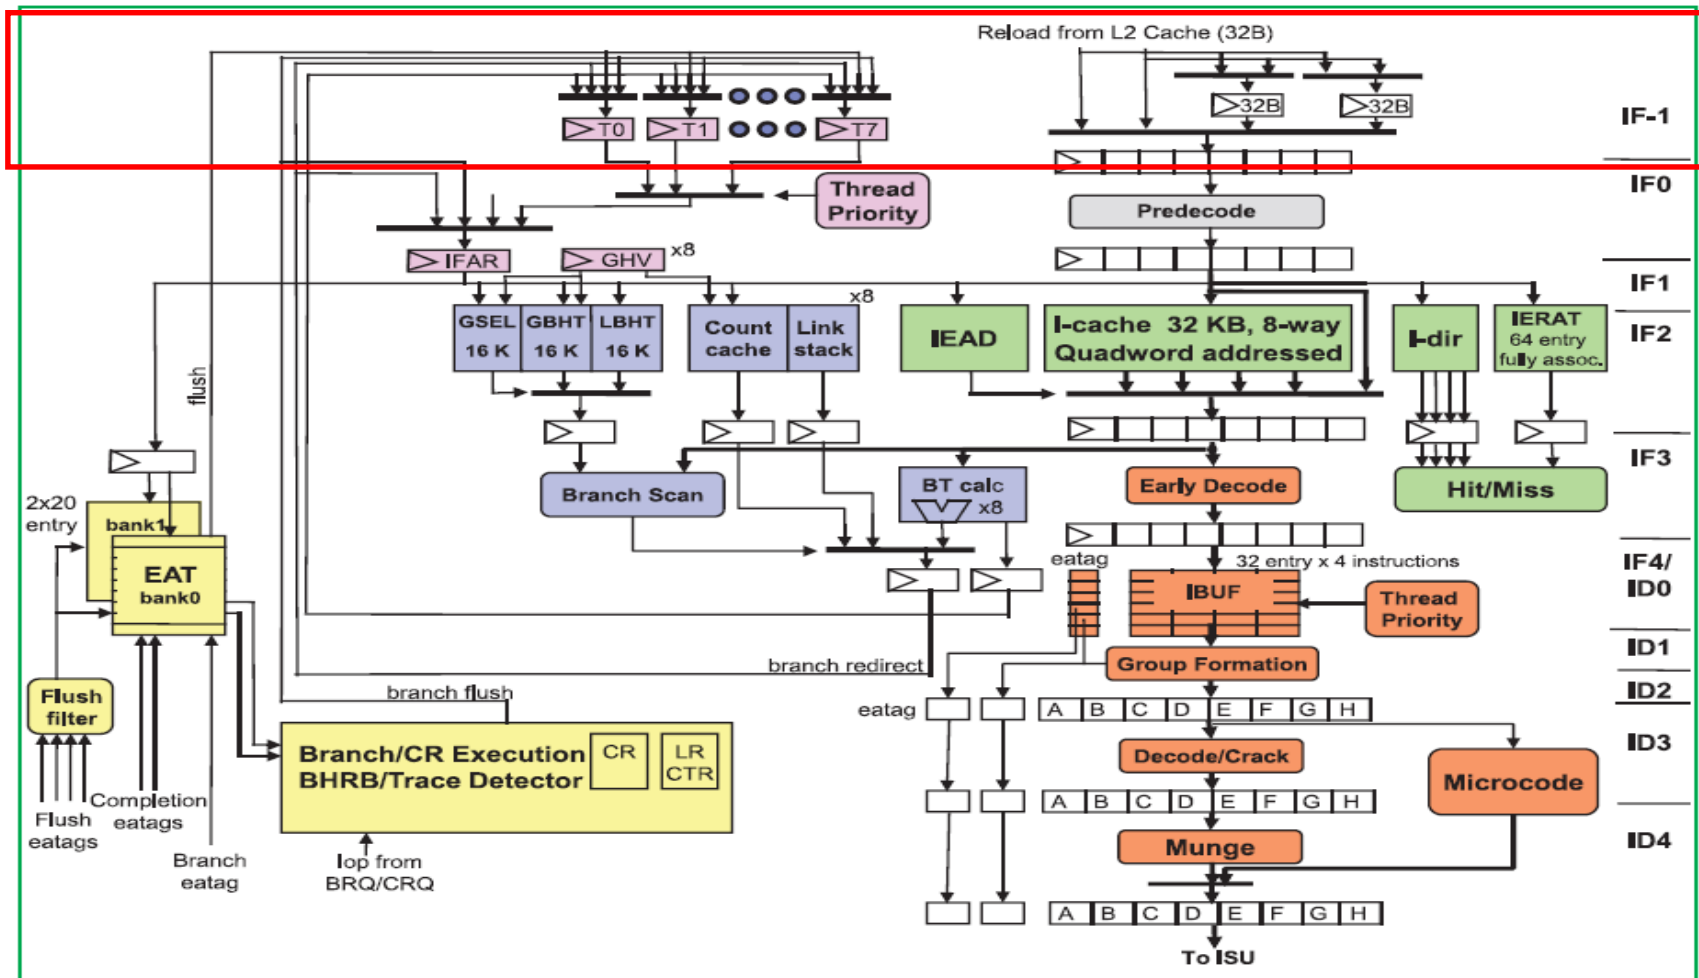 Reload from L2 Cache (32B)
32B
32B
T0
T1
T7
IF-1
Thread
Priority
Predecode
IF0
IFAR
GHV
x8
IF1
GSEL
16 K
GBHT
16 K
LBHT
16 K
Count
cache
Link
stack
x8
IEAD
I-cache 32 KB, 8-way
Quadword addressed
I-dir
IERAT
64 entry
fully assoc.
IF2
flush
Branch Scan
BT calc
x8
Early Decode
Hit/Miss
IF3
2x20
entry
bank1
EAT
bank0
eatag
32 entry x 4 instructions
IBUF
Thread
Priority
IF4/
ID0
branch redirect
Group Formation
ID1
Flush
filter
branch flush
eatag
A B C D E F G H
ID2
Branch/CR Execution
BHRB/Trace Detector
CR
LR
CTR
Decode/Crack
Microcode
ID3
Completion
eatags
Flush
eatags
A B C D E F G H
Munge
ID4
Branch
eatag
Iop from
BRQ/CRQ
A B C D E F G H
To ISU